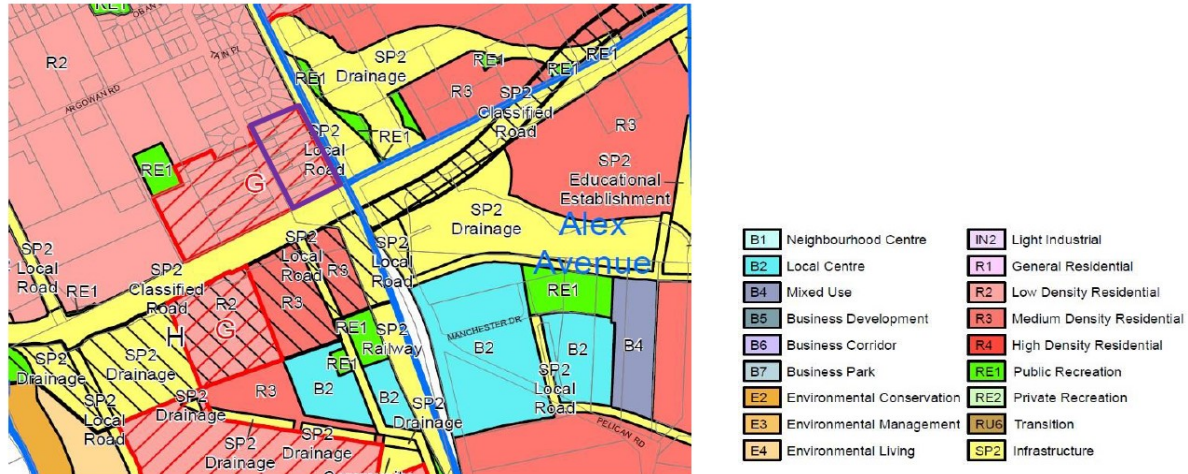 RE1
OBAN ST
R2
TAIN PL
ARGOWAN RD
SP2
Drainage
RE1
RE1
RE1
RE1
R3
SP2
Classified
Road
R3
SP2
Local
Road
RE1
RE1
G
SP2
Educational
Establishment
SP2
Drainage
Alex
Avenue
SP2
Local
Road
RE1
SP2
Classified
Road
SP2
Local
Road
R3
SP2
Local
Road
R2
R3
G
H
RE1
SP2
Railway
RE1
MANCHESTER DR
B2
B2
B4
RE1
SP2
Drainage
SP2
Drainage
SP2
Local
Road
SP2
Drainage
R3
B2
B2
SP2
Drainage
SP2
Local
Road
PELICAN RD
SP2
Drainage
SP2
Drainage
B1 Neighbourhood Centre
B2 Local Centre
B4 Mixed Use
B5 Business Development
B6 Business Corridor
B7 Business Park
E2 Environmental Conservation
E3 Environmental Management
E4 Environmental Living
IN2 Light Industrial
R1 General Residential
R2 Low Density Residential
R3 Medium Density Residential
R4 High Density Residential
RE1 Public Recreation
RE2 Private Recreation
RU6 Transition
SP2 Infrastructure